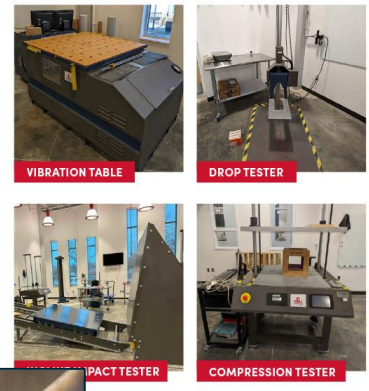 VIBRATION TABLE
DROP TESTER
IMPACT TESTER
COMPRESSION TESTER